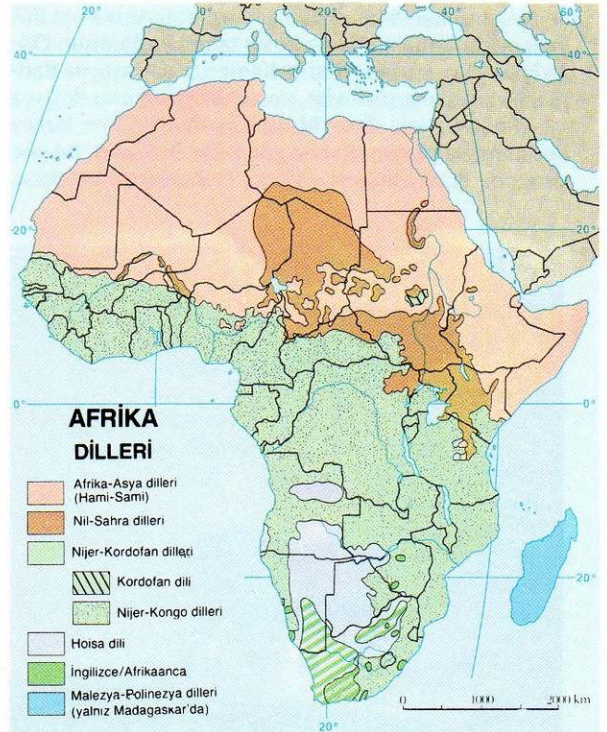 20°
0°
20°
40°
60°
40°
40°
20°
20°
0°
0°
AFRİKA
DİLLERİ
Afrika-Asya dilleri
(Hami-Sami)
Nil-Sahra dilleri
Nijer-Kordofan dilleri
Kordofan dili
20°
Nijer-Kongo dilleri
Hoisa dili
İngilizce/Afrikaanca
Malezya-Polinezya dilleri
(yalnız Madagaskar'da)
0 1000 2000 km
20°